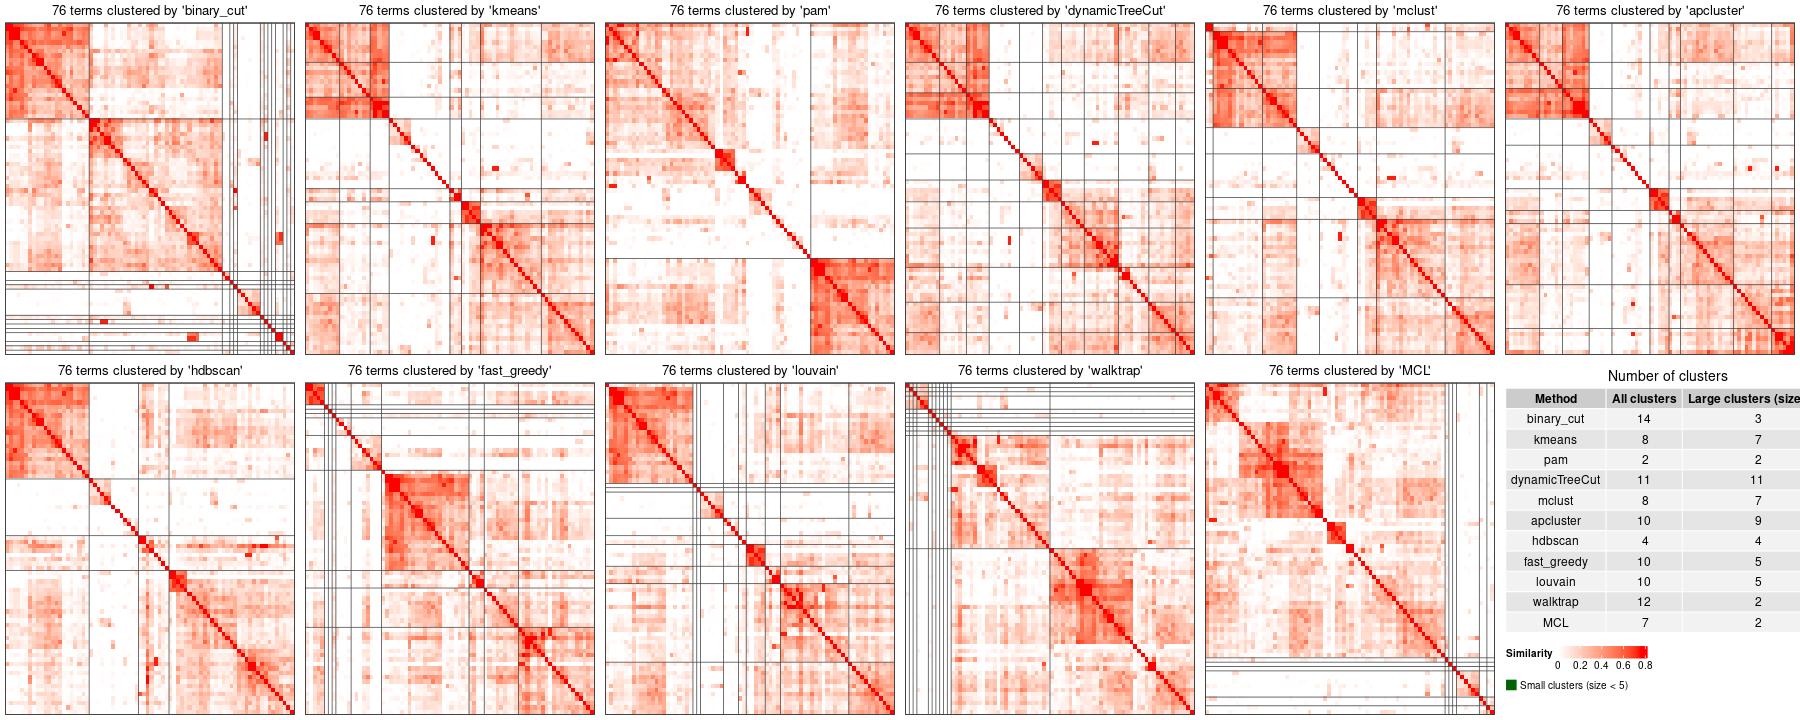 76 terms clustered by 'binary_cut'
76 terms clustered by 'kmeans'
76 terms clustered by 'pam'
76 terms clustered by 'dynamicTreeCut'
76 terms clustered by 'mclust'
76 terms clustered by 'apcluster'
76 terms clustered by 'hdbscan'
76 terms clustered by 'fast_greedy'
76 terms clustered by 'louvain'
76 terms clustered by 'walktrap'
76 terms clustered by 'MCL'
Number of clusters
Method All clusters Large clusters (size
binary_cut 14 3
kmeans 8 7
pam 2 2
dynamicTreeCut 11 11
mclust 8 7
apcluster 10 9
hdbscan 4 4
fast_greedy 10 5
louvain 10 5
walktrap 12 2
MCL 7 2
Similarity
0 0.2 0.4 0.6 0.8
Small clusters (size < 5)